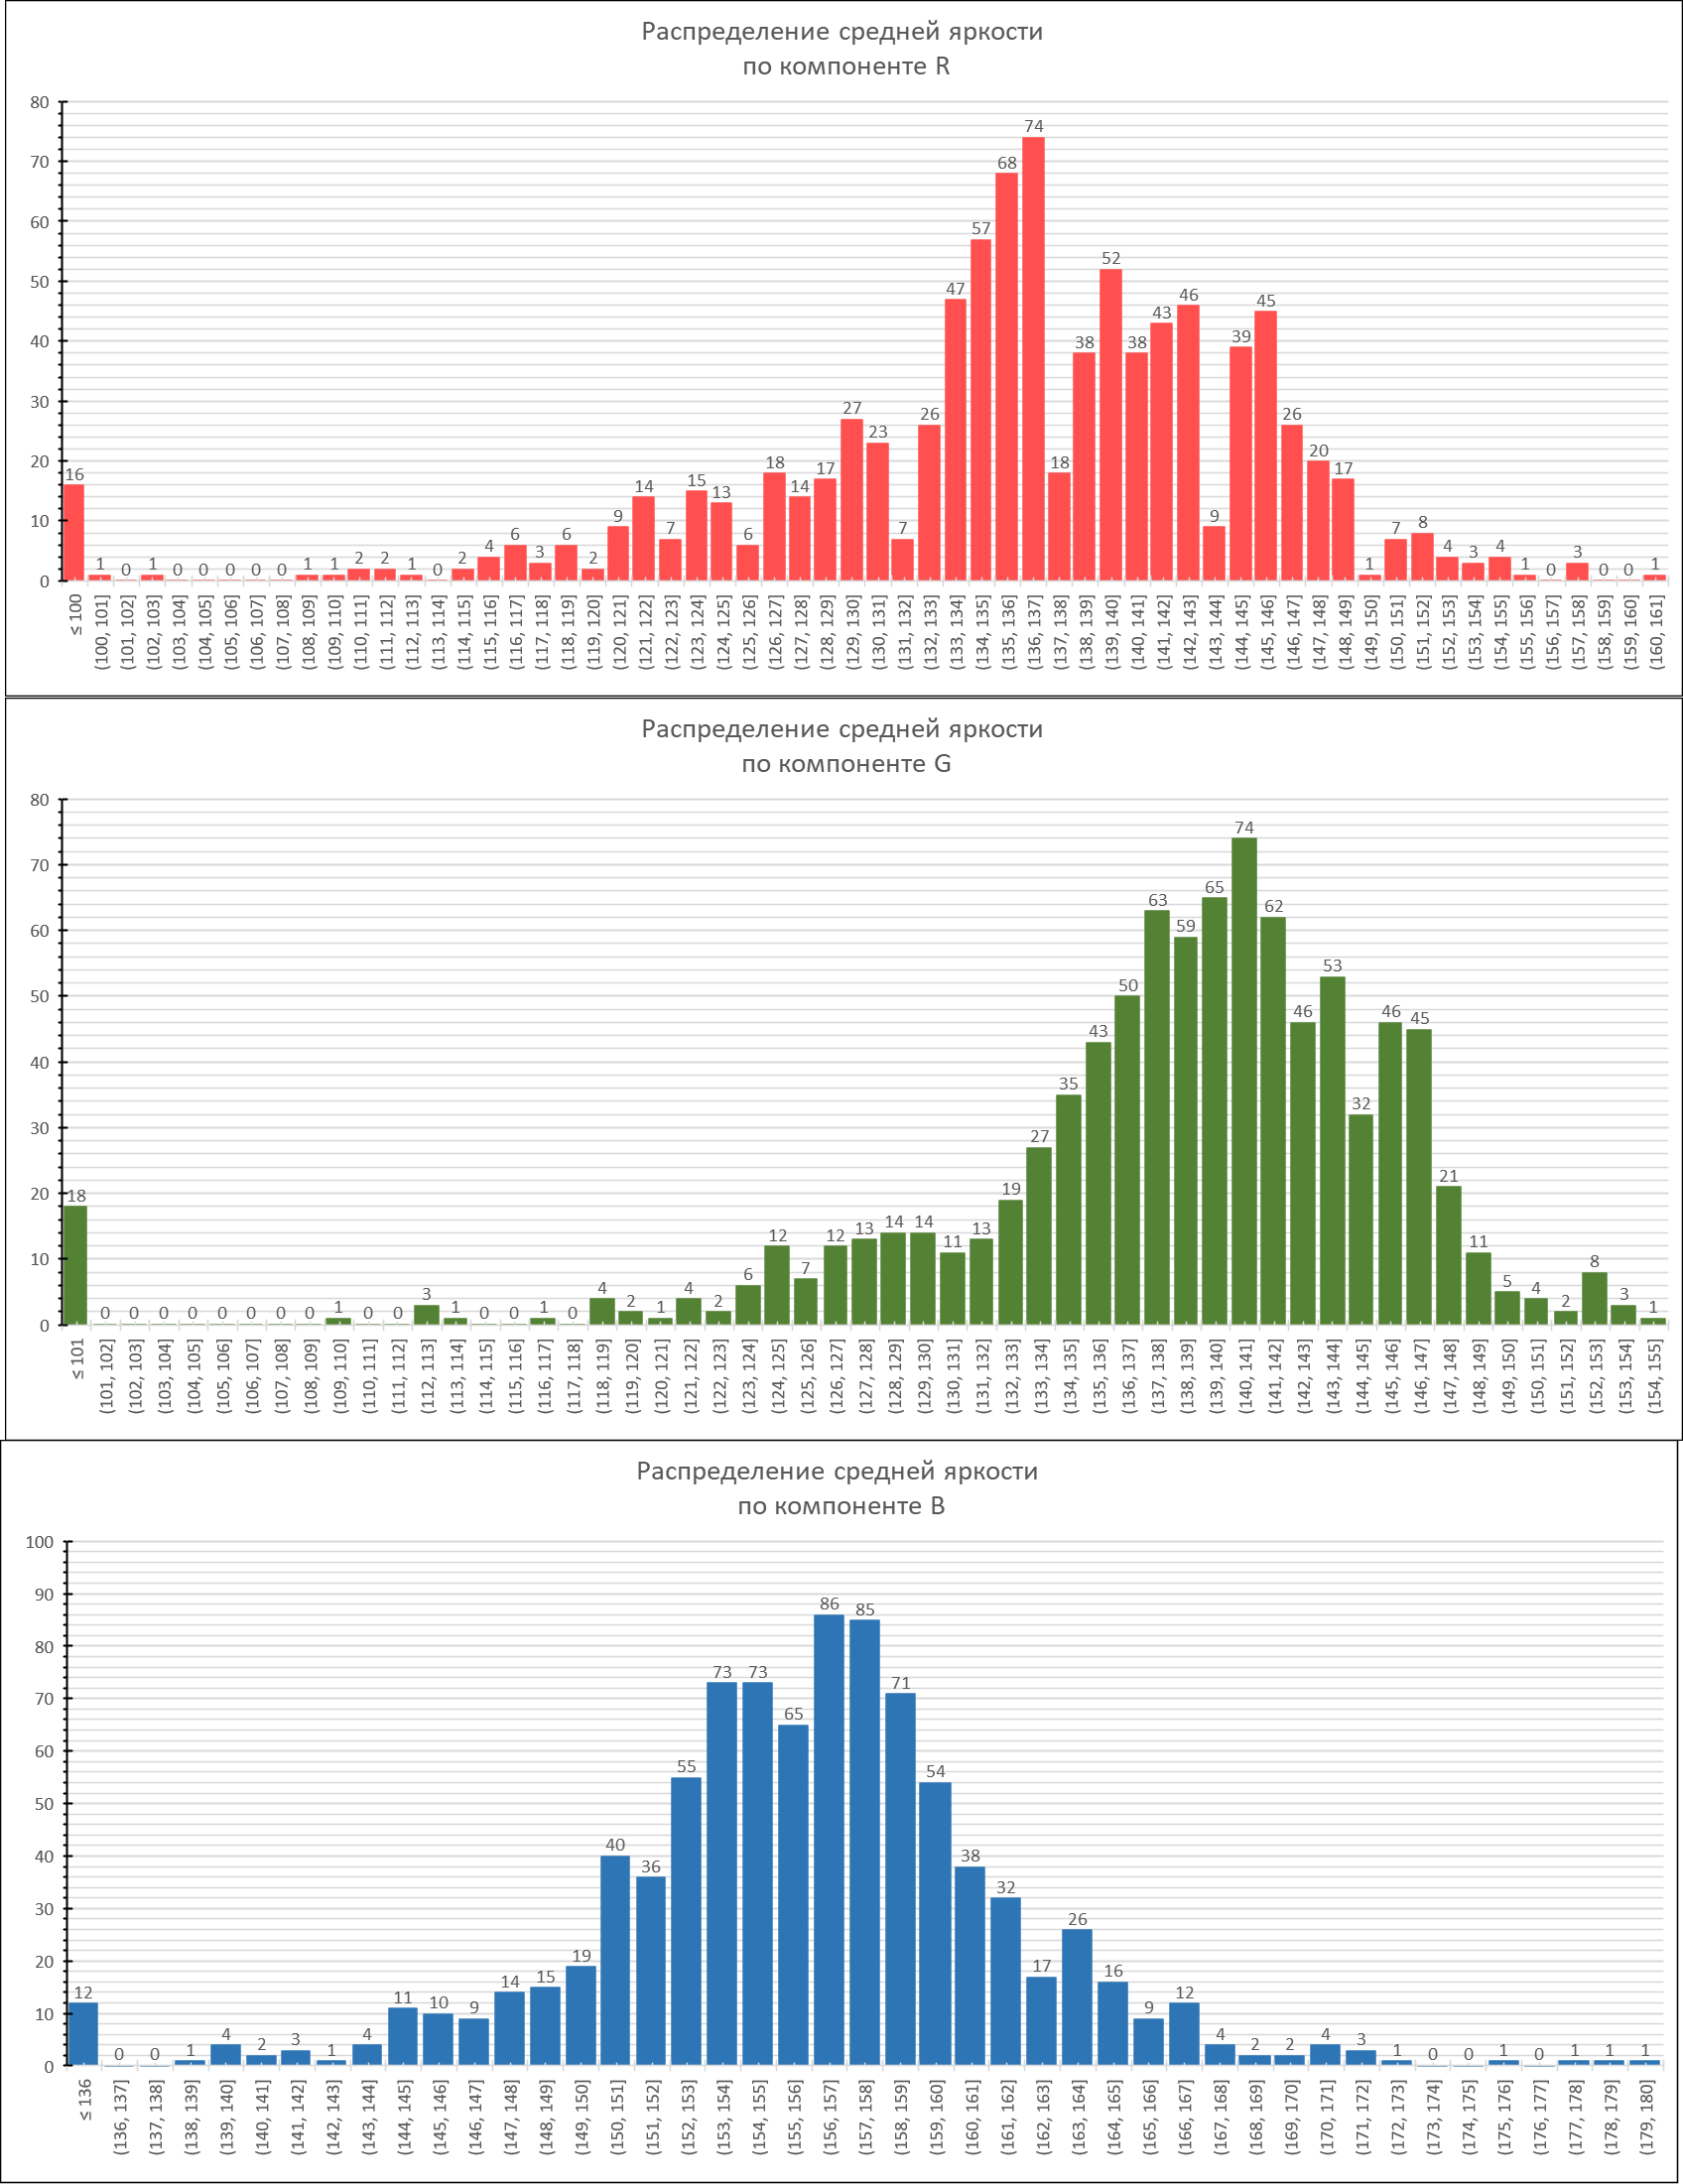 Распределение средней яркости
по компоненте R
80
70
60
50
40
30
20
10
0
16 1 0 1 0 0 0 0 0 1 1 2 2 1 0 2 4 6 3 6 2 9 14 7 15 13 6 18 14 17 27 23 7 26 47 57 68 74 18 38 52 38 43 46 9 39 45 26 20 17 1 7 8 4 3 4 1 0 3 0 0 1
≤ 100 (100, 101] (101, 102] (102, 103] (103, 104] (104, 105] (105, 106] (106, 107] (107, 108] (108, 109] (109, 110] (110, 111] (111, 112] (112, 113] (113, 114] (114, 115] (115, 116] (116, 117] (117, 118] (118, 119] (119, 120] (120, 121] (121, 122] (122, 123] (123, 124] (124, 125] (125, 126] (126, 127] (127, 128] (128, 129] (129, 130] (130, 131] (131, 132] (132, 133] (133, 134] (134, 135] (135, 136] (136, 137] (137, 138] (138, 139] (139, 140] (140, 141] (141, 142] (142, 143] (143, 144] (144, 145] (145, 146] (146, 147] (147, 148] (148, 149] (149, 150] (150, 151] (151, 152] (152, 153] (153, 154] (154, 155] (155, 156] (156, 157] (157, 158] (158, 159] (159, 160] (160, 161]
Распределение средней яркости
по компоненте G
80
70
60
50
40
30
20
10
0
18 0 0 0 0 0 0 0 0 1 0 0 3 1 0 0 1 0 4 2 1 4 2 6 12 7 12 13 14 14 11 13 19 27 35 43 50 63 59 65 74 62 46 53 32 46 45 21 11 5 4 2 8 3 1
≤ 101 (101, 102] (102, 103] (103, 104] (104, 105] (105, 106] (106, 107] (107, 108] (108, 109] (109, 110] (110, 111] (111, 112] (112, 113] (113, 114] (114, 115] (115, 116] (116, 117] (117, 118] (118, 119] (119, 120] (120, 121] (121, 122] (122, 123] (123, 124] (124, 125] (125, 126] (126, 127] (127, 128] (128, 129] (129, 130] (130, 131] (131, 132] (132, 133] (133, 134] (134, 135] (135, 136] (136, 137] (137, 138] (138, 139] (139, 140] (140, 141] (141, 142] (142, 143] (143, 144] (144, 145] (145, 146] (146, 147] (147, 148] (148, 149] (149, 150] (150, 151] (151, 152] (152, 153] (153, 154] (154, 155]
Распределение средней яркости
по компоненте B
100
90
80
70
60
50
40
30
20
10
0
12 0 0 1 4 2 3 1 4 11 10 9 14 15 19 40 36 55 73 73 65 86 85 71 54 38 32 17 26 16 9 12 4 2 2 4 3 1 0 0 1 0 1 1 1
≤ 136 (136, 137] (137, 138] (138, 139] (139, 140] (140, 141] (141, 142] (142, 143] (143, 144] (144, 145] (145, 146] (146, 147] (147, 148] (148, 149] (149, 150] (150, 151] (151, 152] (152, 153] (153, 154] (154, 155] (155, 156] (156, 157] (157, 158] (158, 159] (159, 160] (160, 161] (161, 162] (162, 163] (163, 164] (164, 165] (165, 166] (166, 167] (167, 168] (168, 169] (169, 170] (170, 171] (171, 172] (172, 173] (173, 174] (174, 175] (175, 176] (176, 177] (177, 178] (178, 179] (179, 180]